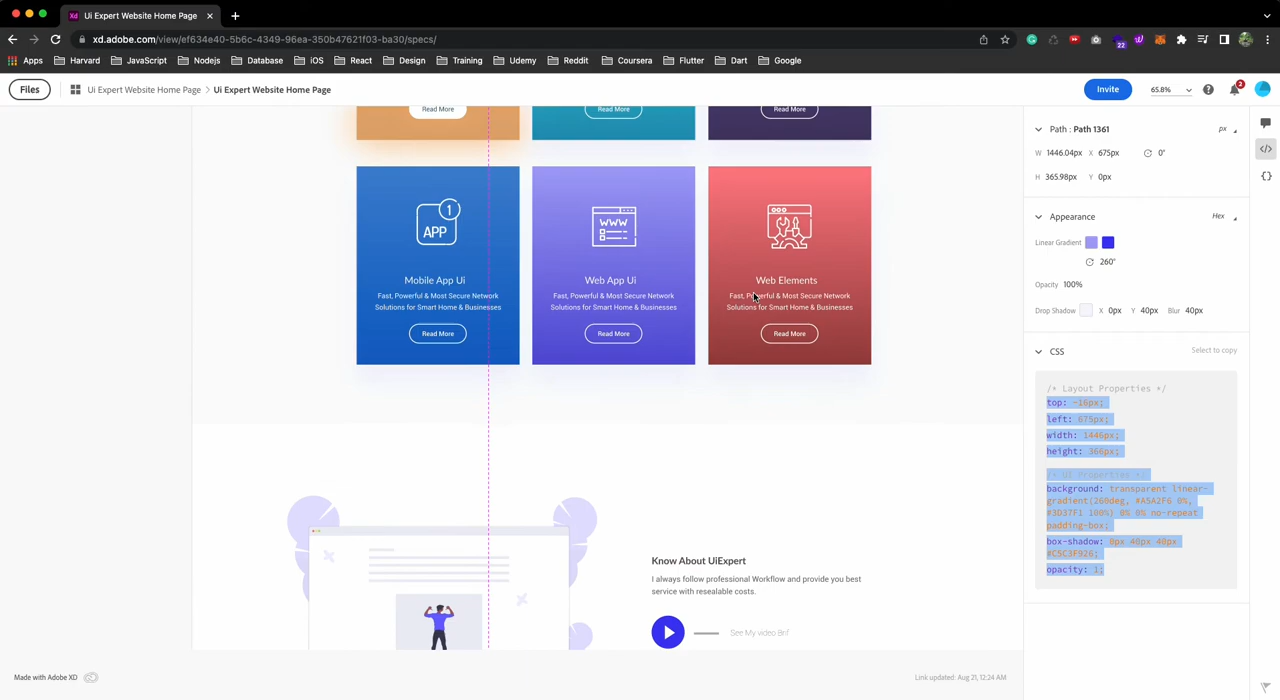 Ui Expert Website Home Page
xd.adobe.com/view/ef634e40-5b6c-4349-96ea-350b47621f03-ba30/specs/
22
Apps Harvard JavaScript Nodejs Database iOS React Design Training Udemy Reddit Coursera Flutter Dart Google
Files Ui Expert Website Home Page > Ui Expert Website Home Page Invite 65.8% 2
Read More Read More Read More
Path : Path 1361 px
W 1446.04px X 675px 0°
H 365.98px Y 0px
1
APP
WWW
Appearance Hex
Linear Gradient
260°
Mobile App Ui Web App Ui Web Elements
Fast, Powerful & Most Secure Network
Solutions for Smart Home & Businesses
Fast, Powerful & Most Secure Network
Solutions for Smart Home & Businesses
Fast, Powerful & Most Secure Network
Solutions for Smart Home & Businesses
Read More Read More Read More
Opacity 100%
Drop Shadow X 0px Y 40px Blur 40px
CSS Select to copy
/* Layout Properties */
top: -16px;
left: 675px;
width: 1446px;
height: 366px;
/* UI Properties */
background: transparent linear-
gradient(260deg, #A5A2F6 0%,
#3D37F1 100%) 0% 0% no-repeat
padding-box;
box-shadow: 0px 40px 40px
#C5C3F926;
opacity: 1;
Know About UiExpert
I always follow professional Workflow and provide you best
service with resealable costs.
See My video Brif
Made with Adobe XD
Link updated: Aug 21, 12:24 AM